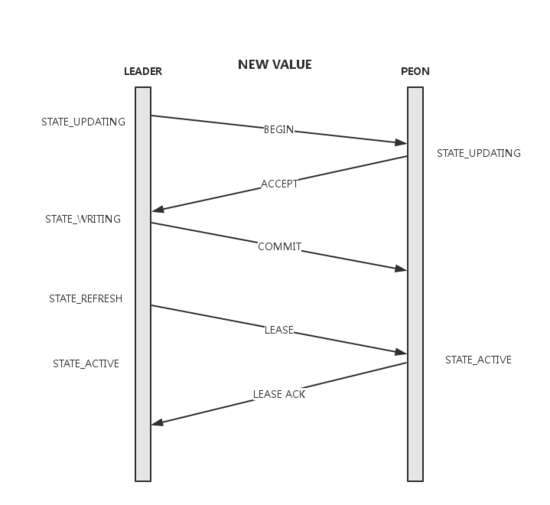 NEW VALUE
LEADER
PEON
STATE_UPDATING
BEGIN
STATE_UPDATING
ACCEPT
STATE_WRITING
COMMIT
STATE_REFRESH
LEASE
STATE_ACTIVE
STATE_ACTIVE
LEASE ACK